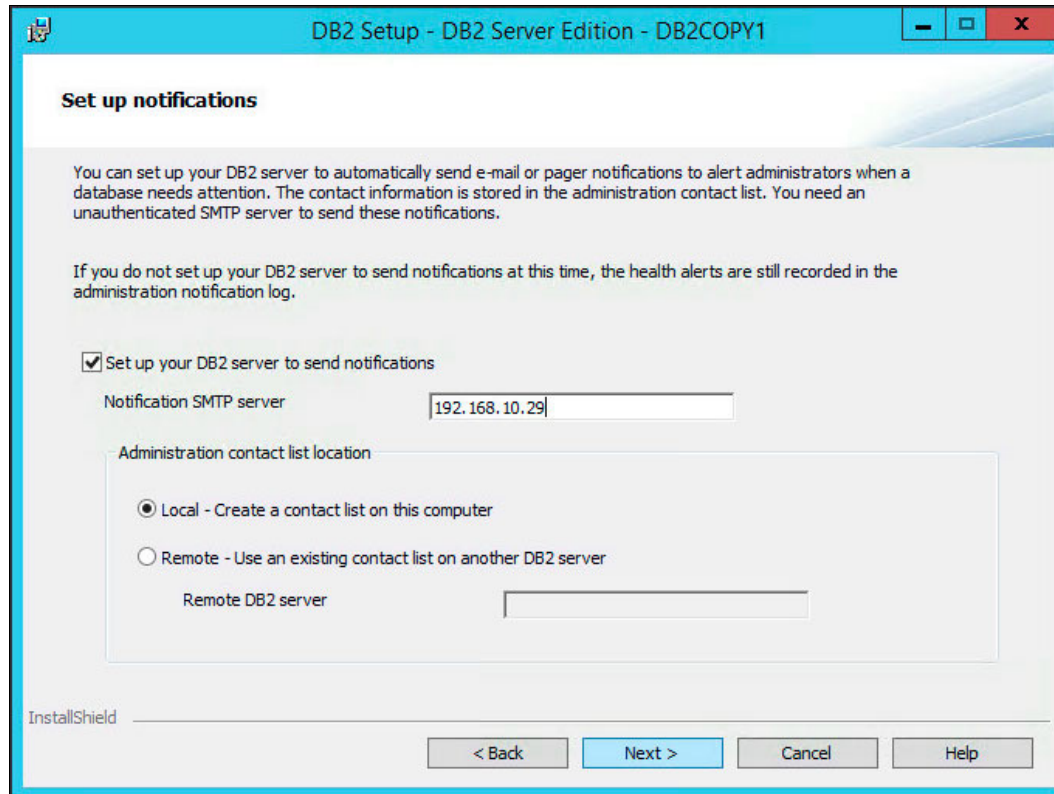 DB2 Setup - DB2 Server Edition - DB2COPY1
Set up notifications
You can set up your DB2 server to automatically send e-mail or pager notifications to alert administrators when a
database needs attention. The contact information is stored in the administration contact list. You need an
unauthenticated SMTP server to send these notifications.
If you do not set up your DB2 server to send notifications at this time, the health alerts are still recorded in the
administration notification log.
Set up your DB2 server to send notifications
Notification SMTP server
192.168.10.29
Administration contact list location
Local - Create a contact list on this computer
Remote - Use an existing contact list on another DB2 server
Remote DB2 server
InstallShield
< Back
Next >
Cancel
Help